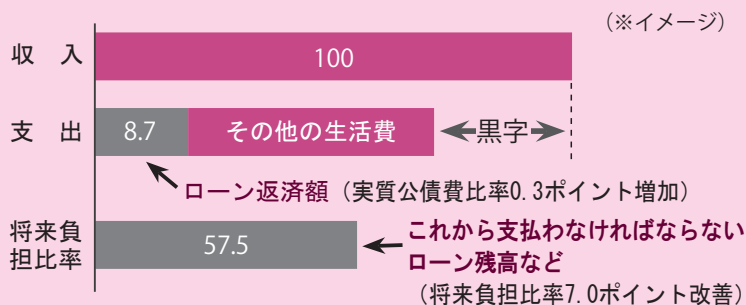 （※イメージ）
収　入
100
支　出
8.7
その他の生活費
黒字
ローン返済額（実質公債費比率0.3ポイント増加）
将来負
担比率
57.5
これから支払わなければならない
ローン残高など
（将来負担比率7.0ポイント改善）